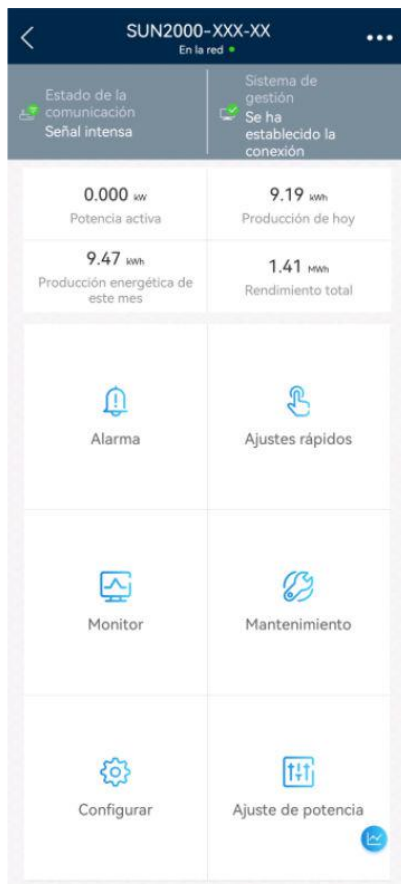 SUN2000-XXX-XX
En la red
Estado de la
comunicación
Señal intensa
Sistema de
gestión
Se ha
establecido la
conexión
0.000 kW
Potencia activa
9.19 kWh
Producción de hoy
9.47 kWh
Producción energética de
este mes
1.41 MWh
Rendimiento total
Alarma
Ajustes rápidos
Monitor
Mantenimiento
Configurar
Ajuste de potencia